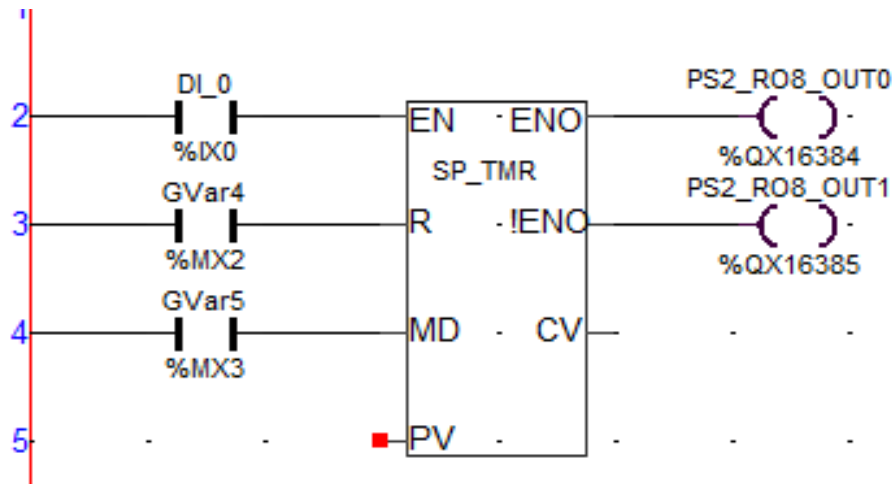 DI_0
PS2_RO8_OUT0
2
EN
ENO
%IX0
SP_TMR
%QX16384
GVar4
PS2_RO8_OUT1
3
R
!ENO
%MX2
%QX16385
GVar5
4
MD
CV
%MX3
5
PV